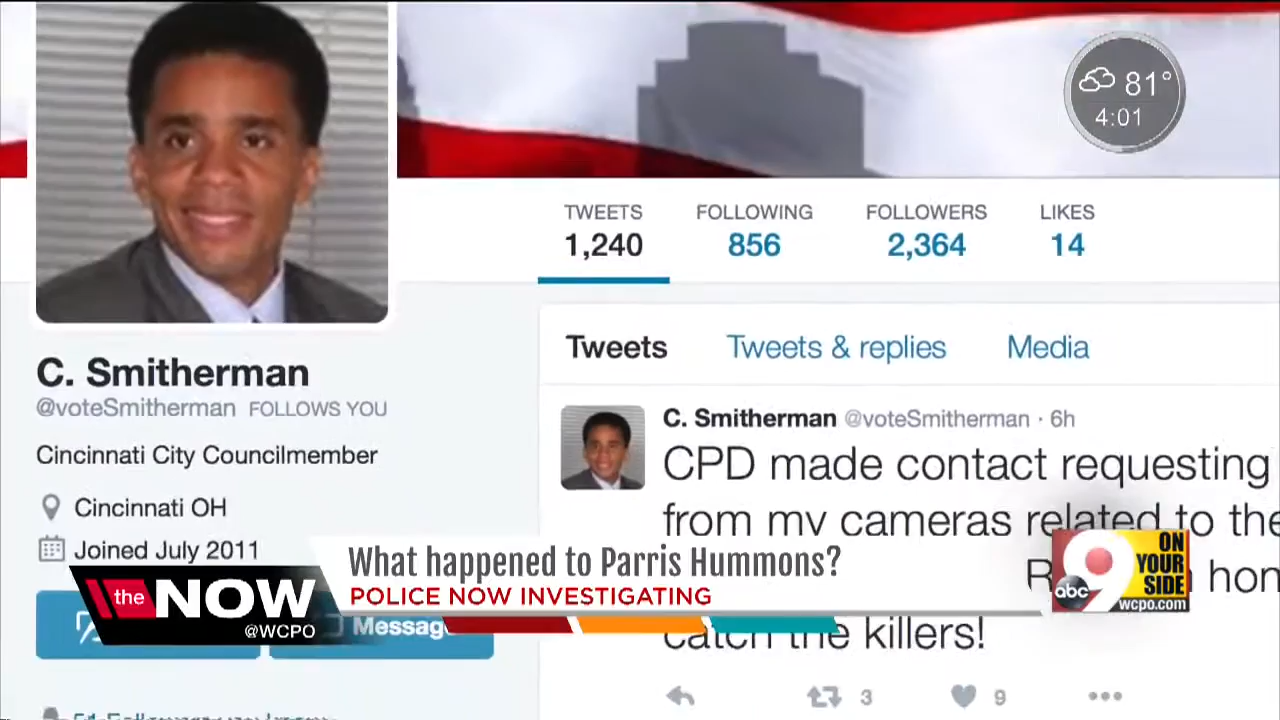 81°
4:01
TWEETS FOLLOWING FOLLOWERS LIKES
1,240 856 2,364 14
Tweets Tweets & replies Media
C. Smitherman
@voteSmitherman FOLLOWS YOU
Cincinnati City Councilmember
Cincinnati OH
Joined July 2011
C. Smitherman @voteSmitherman · 6h
CPD made contact requesting
from my cameras related to the
hom
catch the killers!
3 9
Message
What happened to Parris Hummons?
POLICE NOW INVESTIGATING
the NOW
@WCPO
abc 9 ON YOUR SIDE
wcpo.com